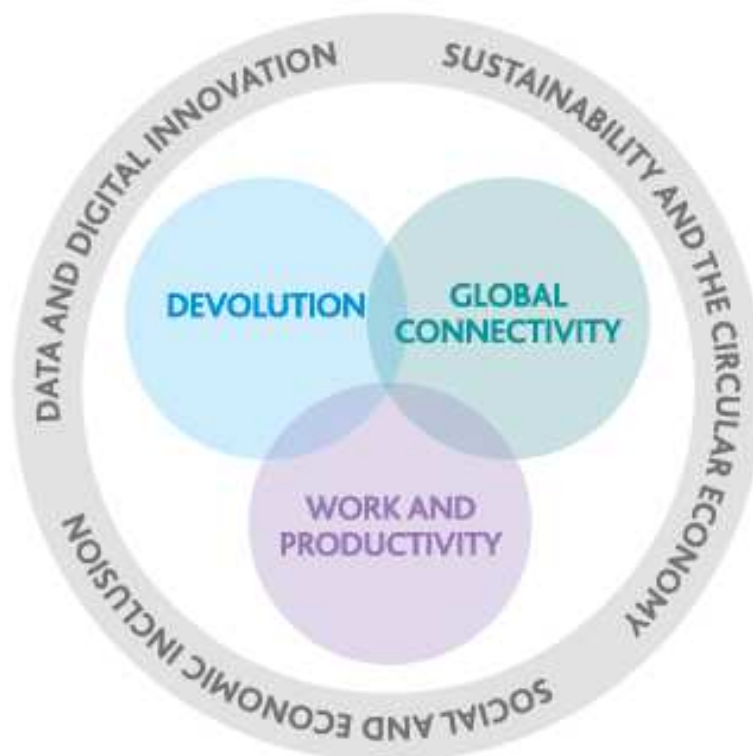 DATA AND DIGITAL INNOVATION
SUSTAINABILITY AND THE CIRCULAR ECONOMY
DEVOLUTION
GLOBAL
CONNECTIVITY
WORK AND
PRODUCTIVITY
SOCIAL AND ECONOMIC INCLUSION